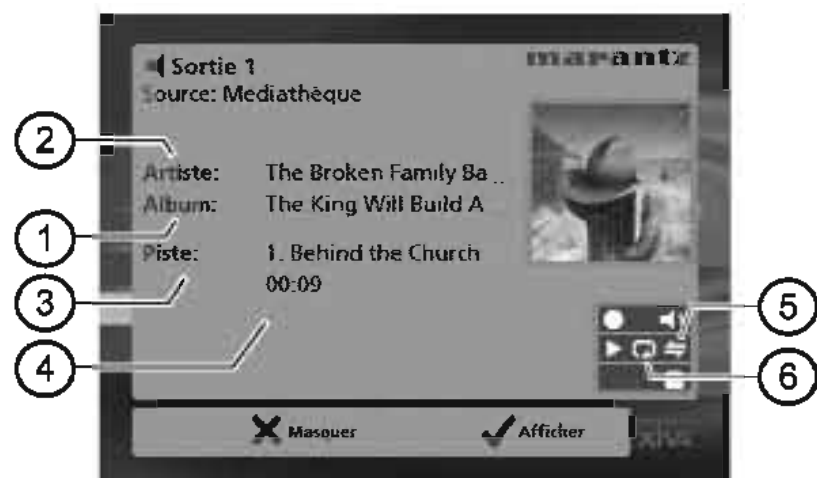 Sortie 1
marantz
Source: Mediathèque
2
Artiste: The Broken Family Ba ..
Album: The King Will Build A
1
Piste: 1. Behind the Church
3
00:09
5
4
6
Masquer
Afficher
xiva